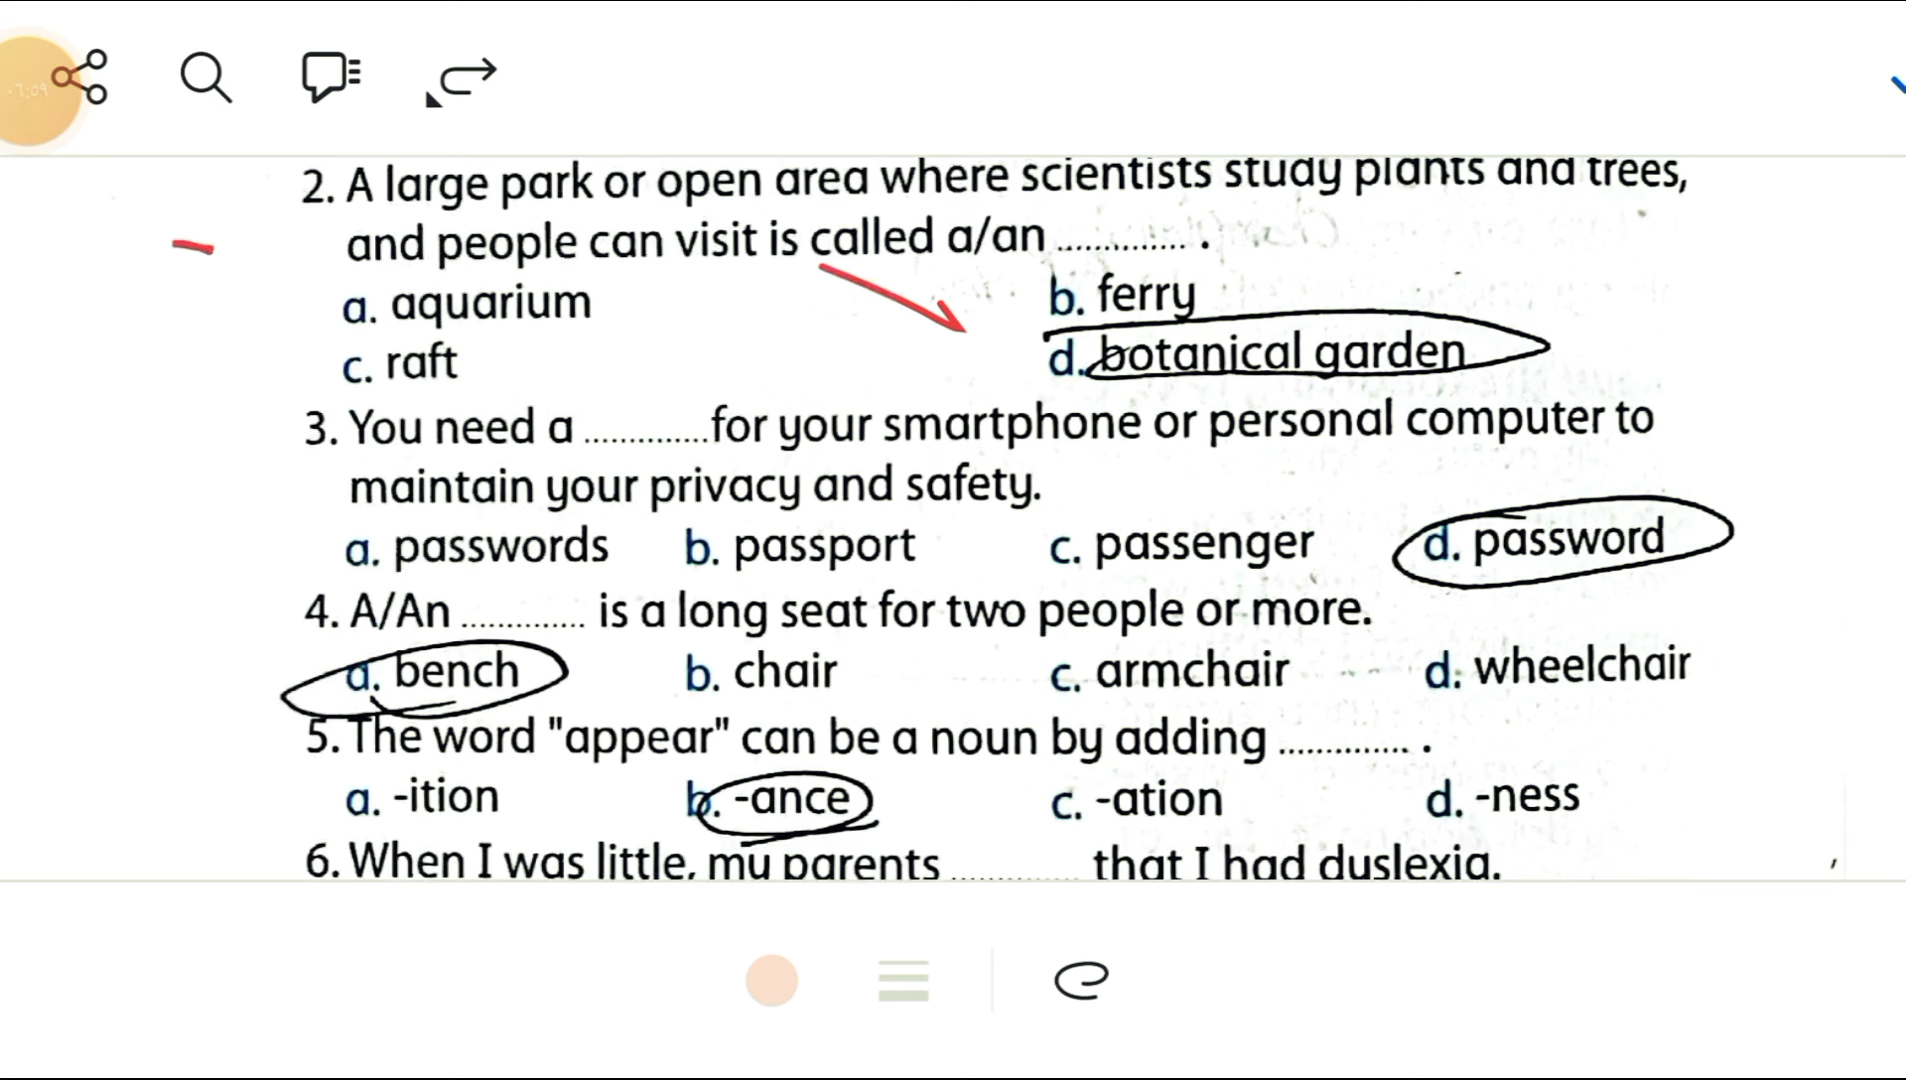 2. A large park or open area where scientists study plants and trees,
and people can visit is called a/an .............. .
a. aquarium b. ferry
c. raft d. botanical garden
3. You need a ..............for your smartphone or personal computer to
maintain your privacy and safety.
a. passwords b. passport c. passenger d. password
4. A/An .............. is a long seat for two people or more.
a. bench b. chair c. armchair d. wheelchair
5. The word "appear" can be a noun by adding .............. .
a. -ition b. -ance c. -ation d. -ness
6. When I was little, my parents .............. that I had dyslexia.